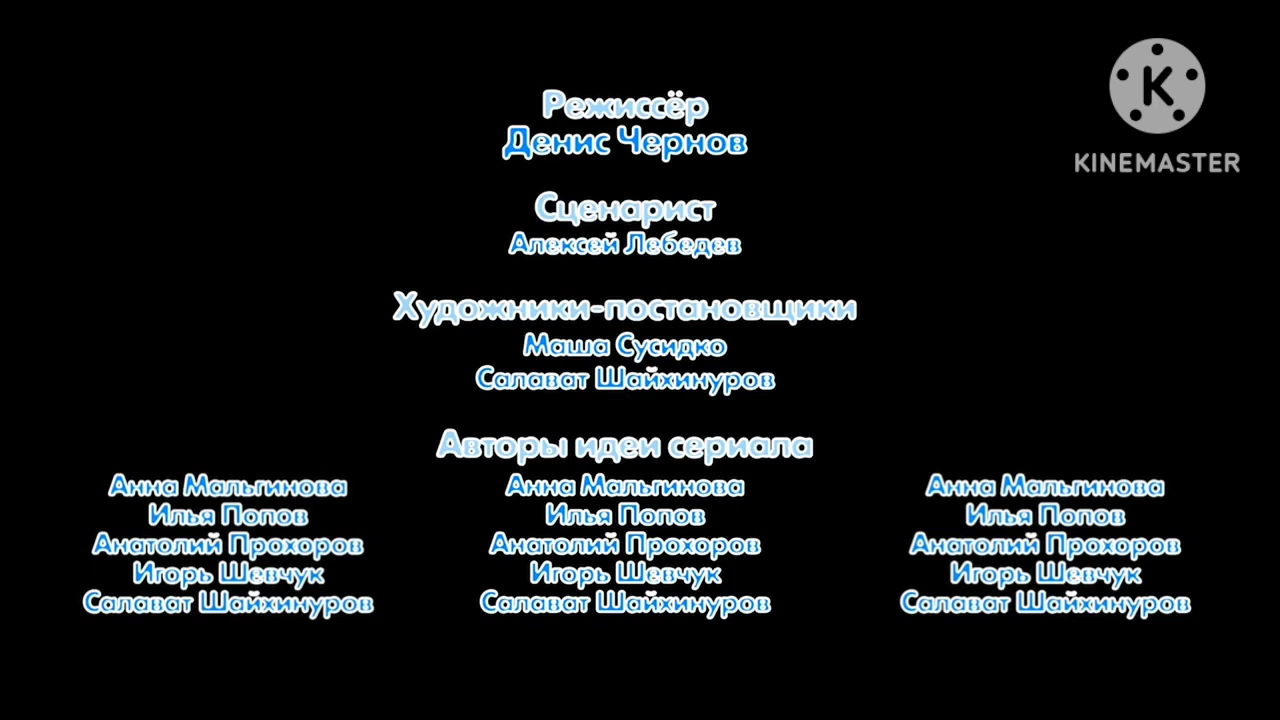 KINEMASTER
Режиссёр
Денис Чернов
Сценарист
Алексей Лебедев
Художники-постановщики
Маша Сусидко
Салават Шайхинуров
Авторы идеи сериала
Анна Мальгинова
Илья Попов
Анатолий Прохоров
Игорь Шевчук
Салават Шайхинуров
Анна Мальгинова
Илья Попов
Анатолий Прохоров
Игорь Шевчук
Салават Шайхинуров
Анна Мальгинова
Илья Попов
Анатолий Прохоров
Игорь Шевчук
Салават Шайхинуров